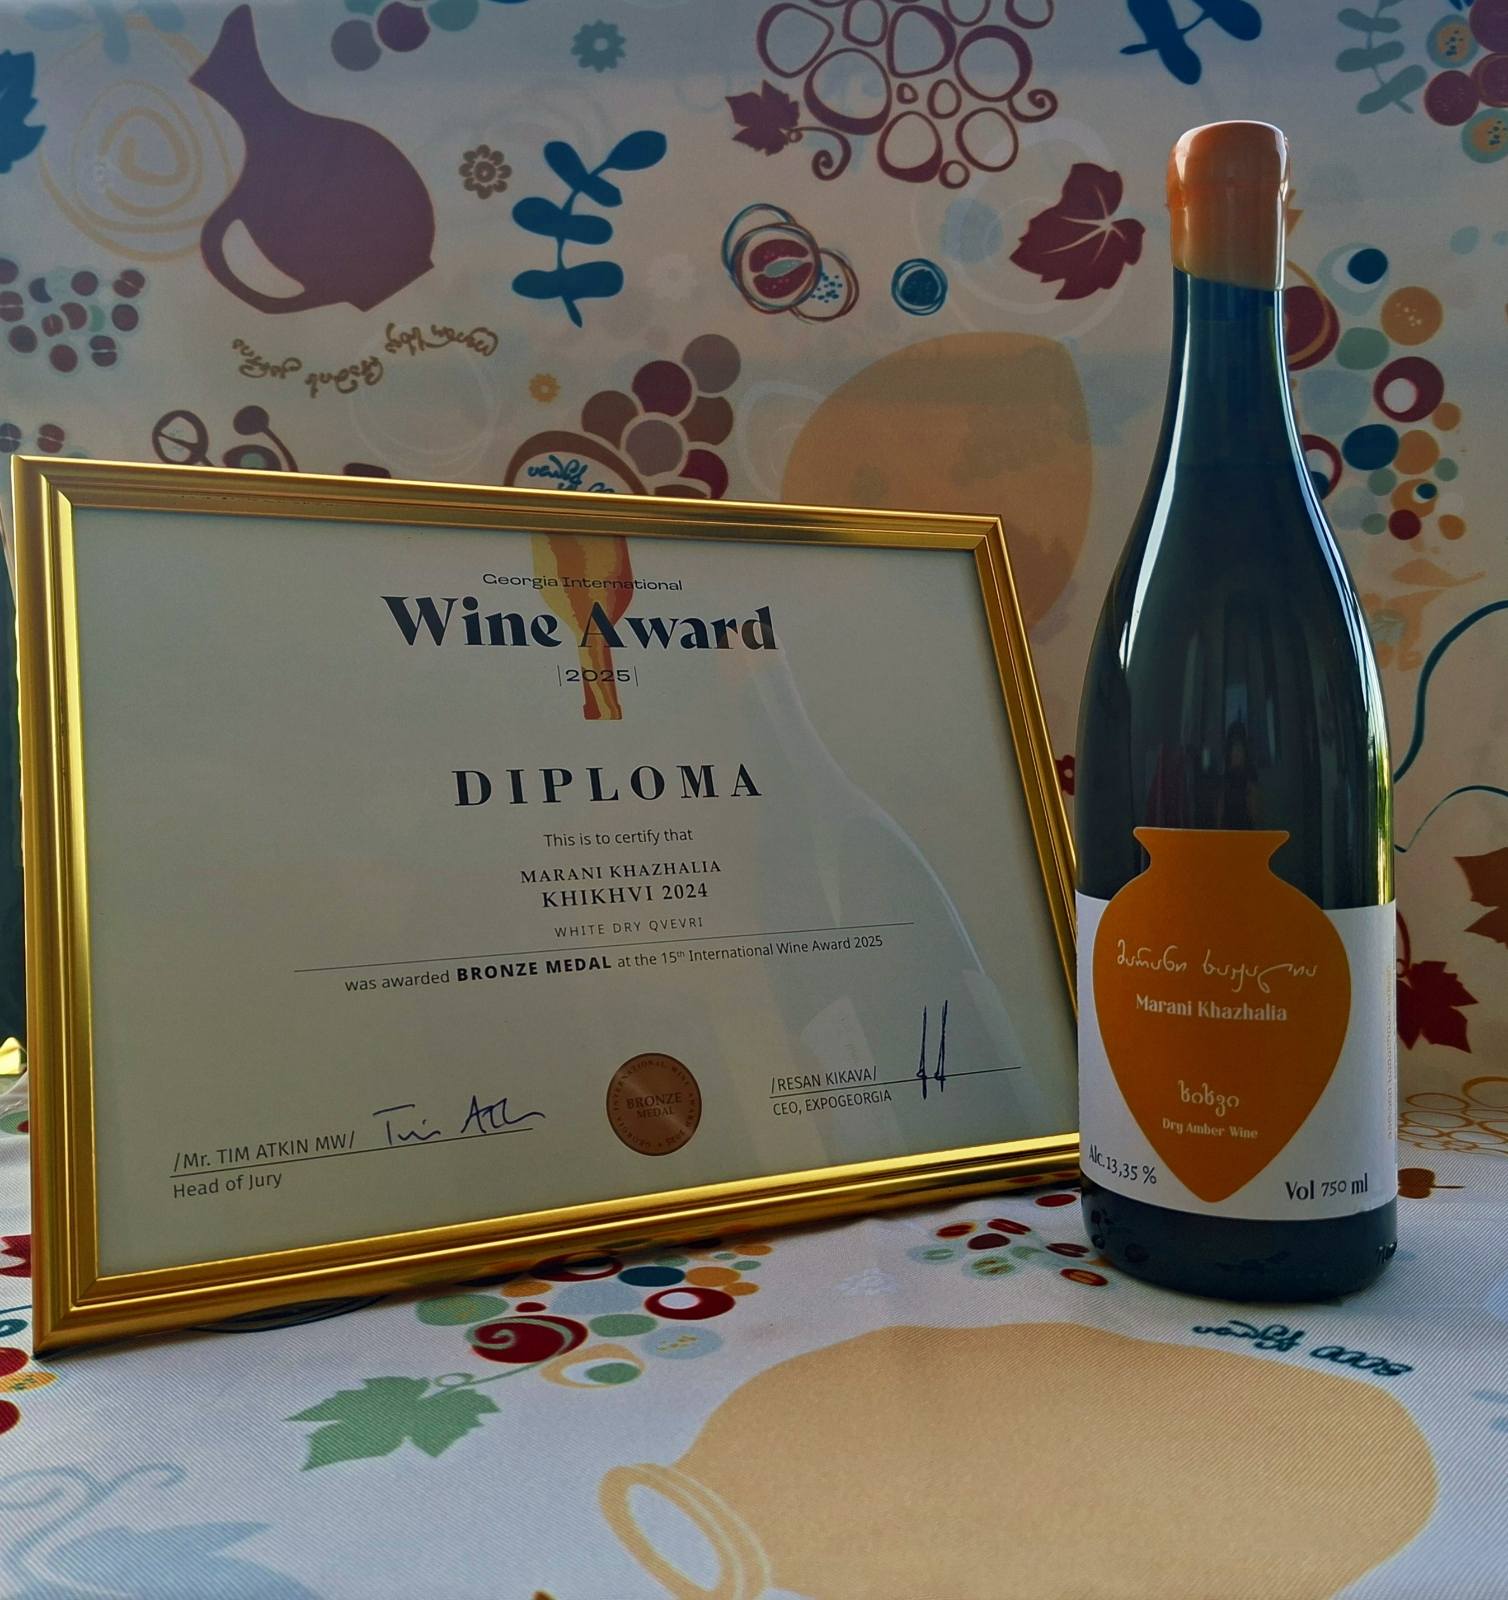 Georgia International
Wine Award
|2025|
DIPLOMA
This is to certify that
MARANI KHAZHALIA
KHIKHVI 2024
WHITE DRY QVEVRI
was awarded BRONZE MEDAL at the 15th International Wine Award 2025
/Mr. TIM ATKIN MW/
Head of Jury
BRONZE
MEDAL
/RESAN KIKAVA/
CEO, EXPOGEORGIA
მარანი ხაჟალია
Marani Khazhalia
ხიხვი
Dry Amber Wine
Alc.13,35 %
Vol 750 ml